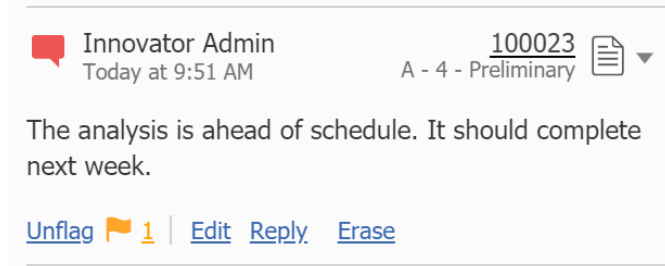 Innovator Admin 100023
Today at 9:51 AM A - 4 - Preliminary
The analysis is ahead of schedule. It should complete
next week.
Unflag 1 Edit Reply Erase